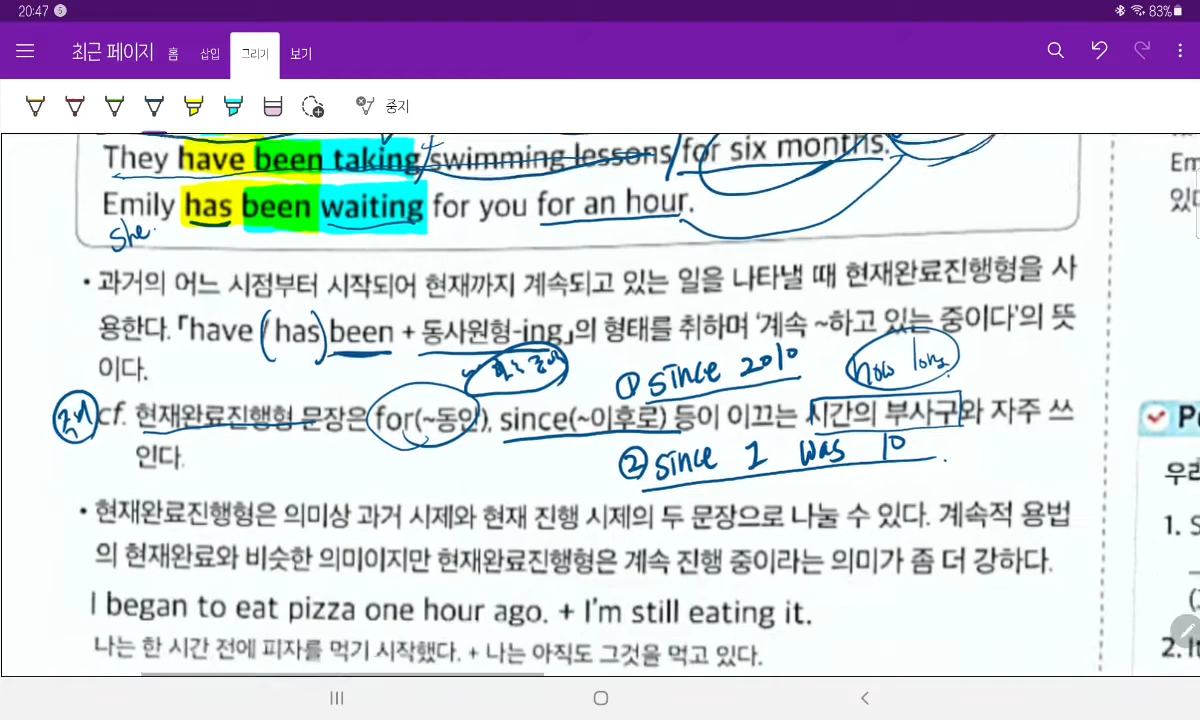 20:47 5 83%
최근 페이지 홈 삽입 그리기 보기
중지
They have been taking swimming lessons/for six months.
Emily has been waiting for you for an hour.
She.
• 과거의 어느 시점부터 시작되어 현재까지 계속되고 있는 일을 나타낼 때 현재완료진행형을 사
용한다. 「have (has) been + 동사원형-ing」의 형태를 취하며 '계속 ~하고 있는 중이다'의 뜻
이다.
① since 2010 how long
cf. 현재완료진행형 문장은 for(~동안), since(~이후로) 등이 이끄는 시간의 부사구와 자주 쓰
인다.
② since I was 10
• 현재완료진행형은 의미상 과거 시제와 현재 진행 시제의 두 문장으로 나눌 수 있다. 계속적 용법
의 현재완료와 비슷한 의미이지만 현재완료진행형은 계속 진행 중이라는 의미가 좀 더 강하다.
I began to eat pizza one hour ago. + I'm still eating it.
나는 한 시간 전에 피자를 먹기 시작했다. + 나는 아직도 그것을 먹고 있다.
Em
있다
P
우리
1. S
2. It